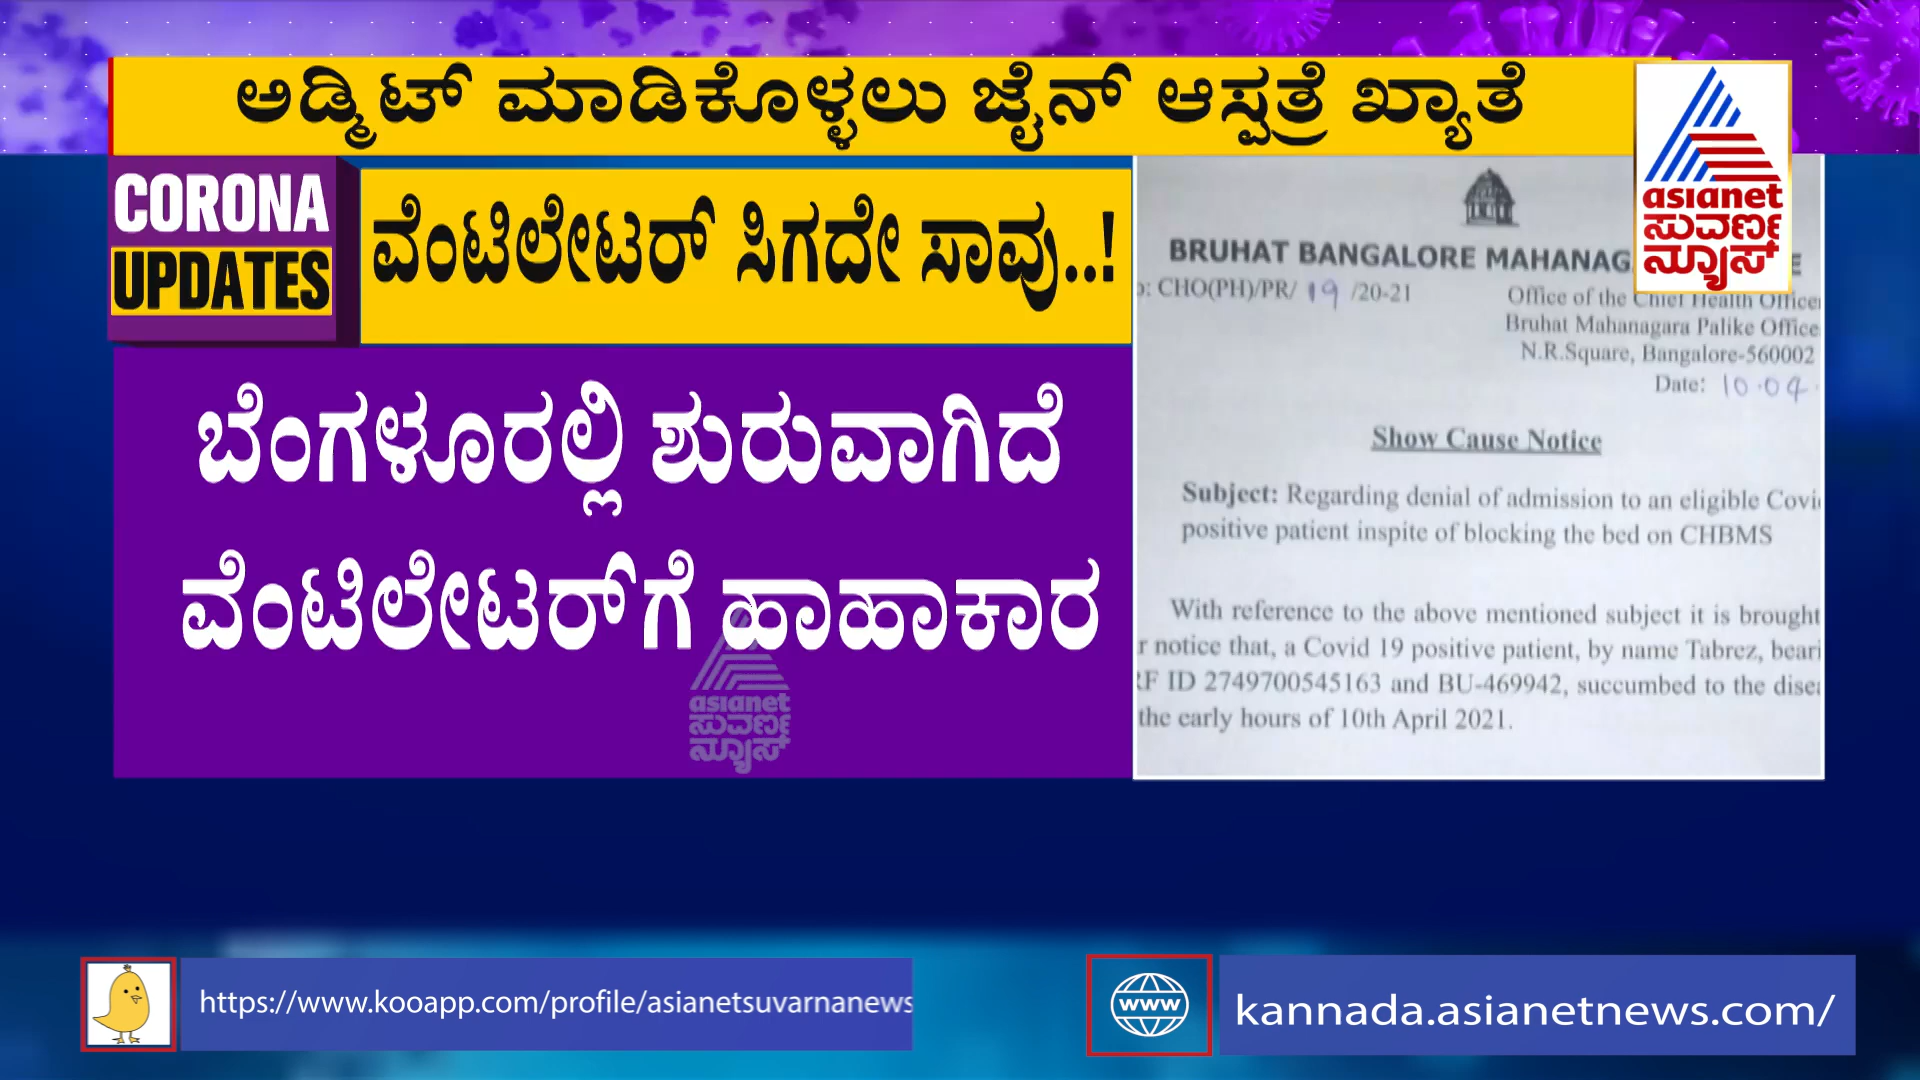 ಅಡ್ಮಿಟ್ ಮಾಡಿಕೊಳ್ಳಲು ಜೈನ್ ಆಸ್ಪತ್ರೆ ಖ್ಯಾತೆ
CORONA
UPDATES
ವೆಂಟಿಲೇಟರ್ ಸಿಗದೇ ಸಾವು..!
ಬೆಂಗಳೂರಲ್ಲಿ ಶುರುವಾಗಿದೆ
ವೆಂಟಿಲೇಟರ್‌ಗೆ ಹಾಹಾಕಾರ
asianet
ಸುವರ್ಣ
ನ್ಯೂಸ್
asianet
ಸುವರ್ಣ
ನ್ಯೂಸ್
BRUHAT BANGALORE
: CHO(PH)/PR/ 19 /20-21
Office of the Chief Health Officer
Bruhat Mahanagara Palike Office
N.R.Square, Bangalore-560002
Date: 10.04.
Show Cause Notice
Subject: Regarding denial of admission to an eligible
positive patient inspite of blocking the bed on CHBMS
With reference to the above mentioned subject it is brought
notice that, a Covid 19 positive patient, by name Tabrez,
ID 2749700545163 and BU-469942, succumbed to the
the early hours of 10th April 2021.
https://www.kooapp.com/profile/asianetsuvarnanews
www
kannada.asianetnews.com/